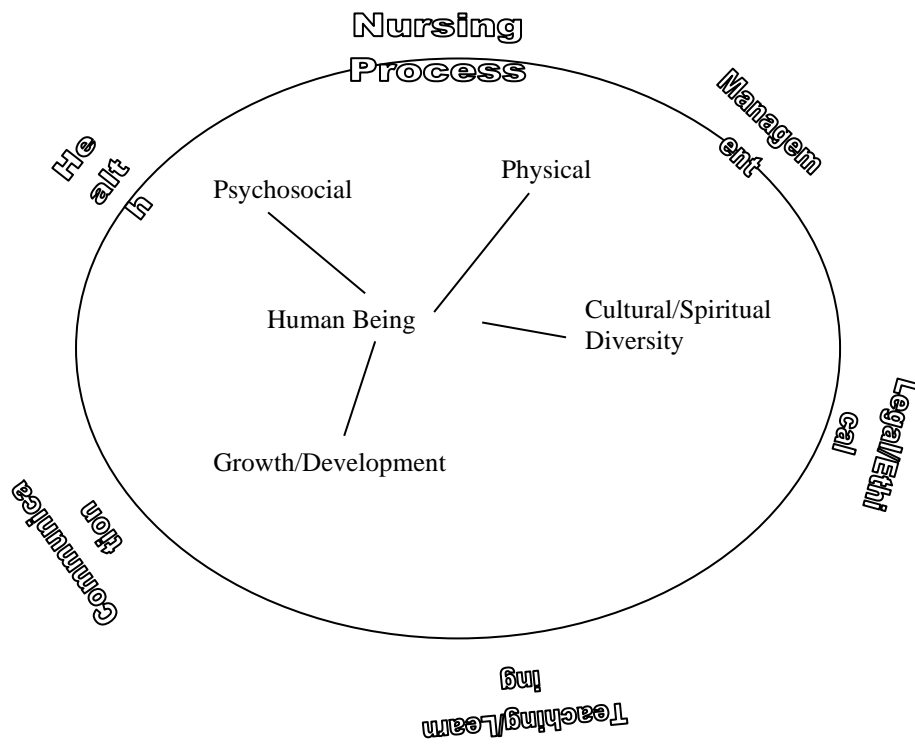 Nursing
Process
Managem
ent
He
alt
h
Physical
Psychosocial
Human Being
Cultural/Spiritual
Diversity
Legal/Ethi
cal
Growth/Development
Communica
tion
Teaching/Learn
ing